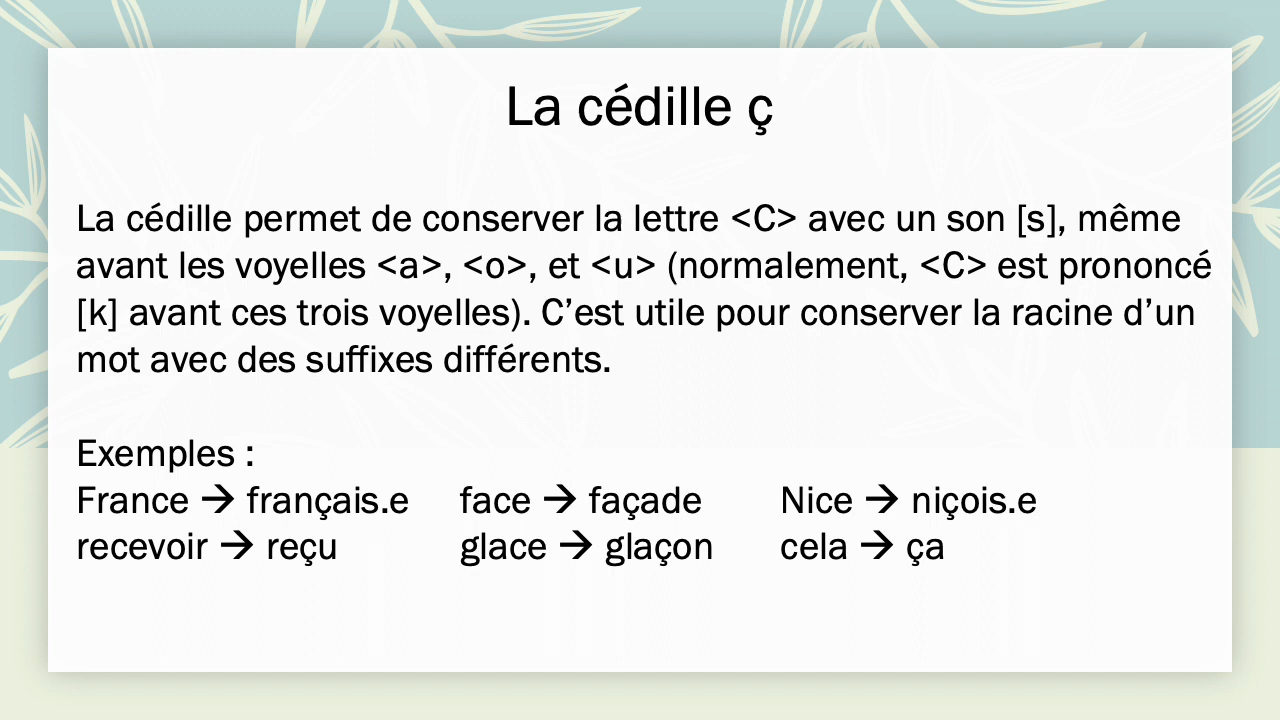 La cédille ç
La cédille permet de conserver la lettre <C> avec un son [s], même
avant les voyelles <a>, <o>, et <u> (normalement, <C> est prononcé
[k] avant ces trois voyelles). C’est utile pour conserver la racine d’un
mot avec des suffixes différents.
Exemples :
France → français.e face → façade Nice → niçois.e
recevoir → reçu glace → glaçon cela → ça